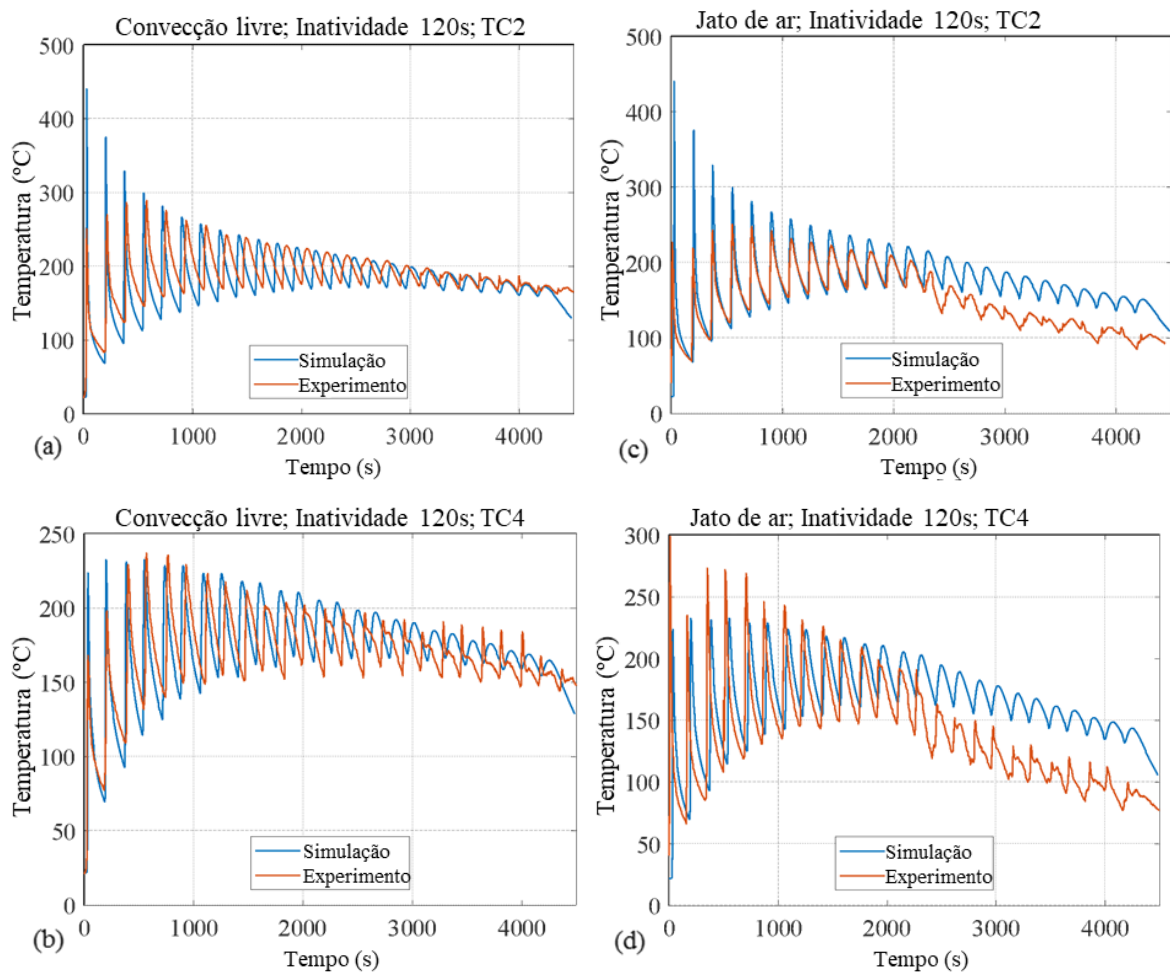 Convecção livre; Inatividade 120s; TC2
500
400
300
200
100
0
Temperatura (ºC)
Simulação
Experimento
0 1000 2000 3000 4000
Tempo (s)
(a)
Jato de ar; Inatividade 120s; TC2
500
400
300
200
100
0
Temperatura (ºC)
Simulação
Experimento
0 1000 2000 3000 4000
Tempo (s)
(c)
Convecção livre; Inatividade 120s; TC4
250
200
150
100
50
0
Temperatura (ºC)
Simulação
Experimento
0 1000 2000 3000 4000
Tempo (s)
(b)
Jato de ar; Inatividade 120s; TC4
300
250
200
150
100
50
0
Temperatura (ºC)
Simulação
Experimento
0 1000 2000 3000 4000
Tempo (s)
(d)